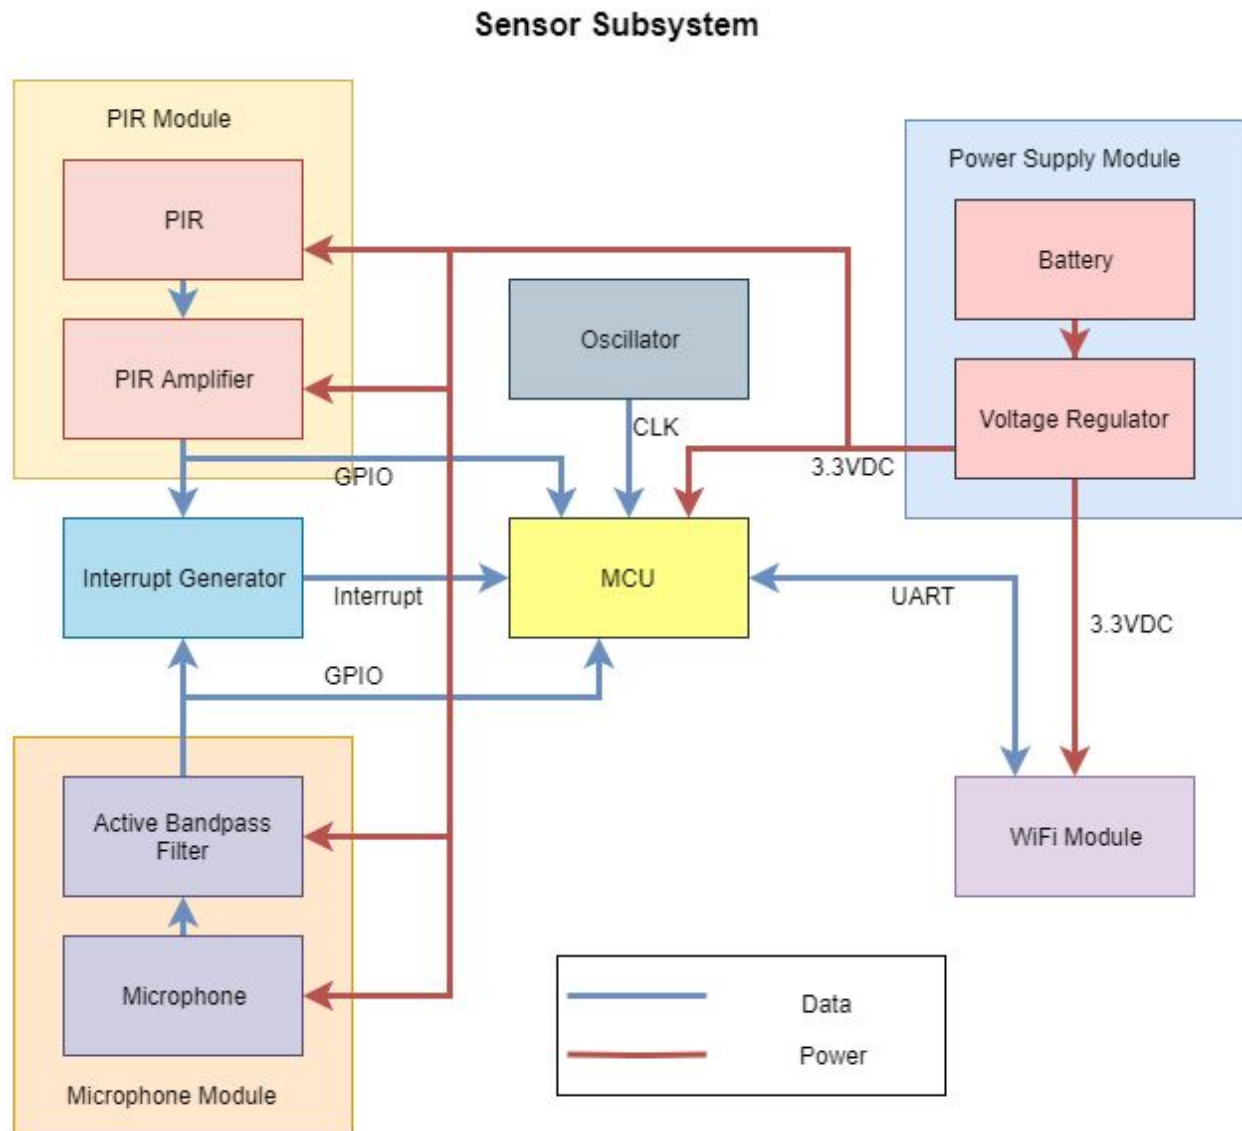 Sensor Subsystem
PIR Module
PIR
PIR Amplifier
GPIO
Interrupt Generator
Interrupt
GPIO
Active Bandpass
Filter
Microphone
Microphone Module
Oscillator
CLK
MCU
UART
Power Supply Module
Battery
Voltage Regulator
3.3VDC
3.3VDC
WiFi Module
Data
Power